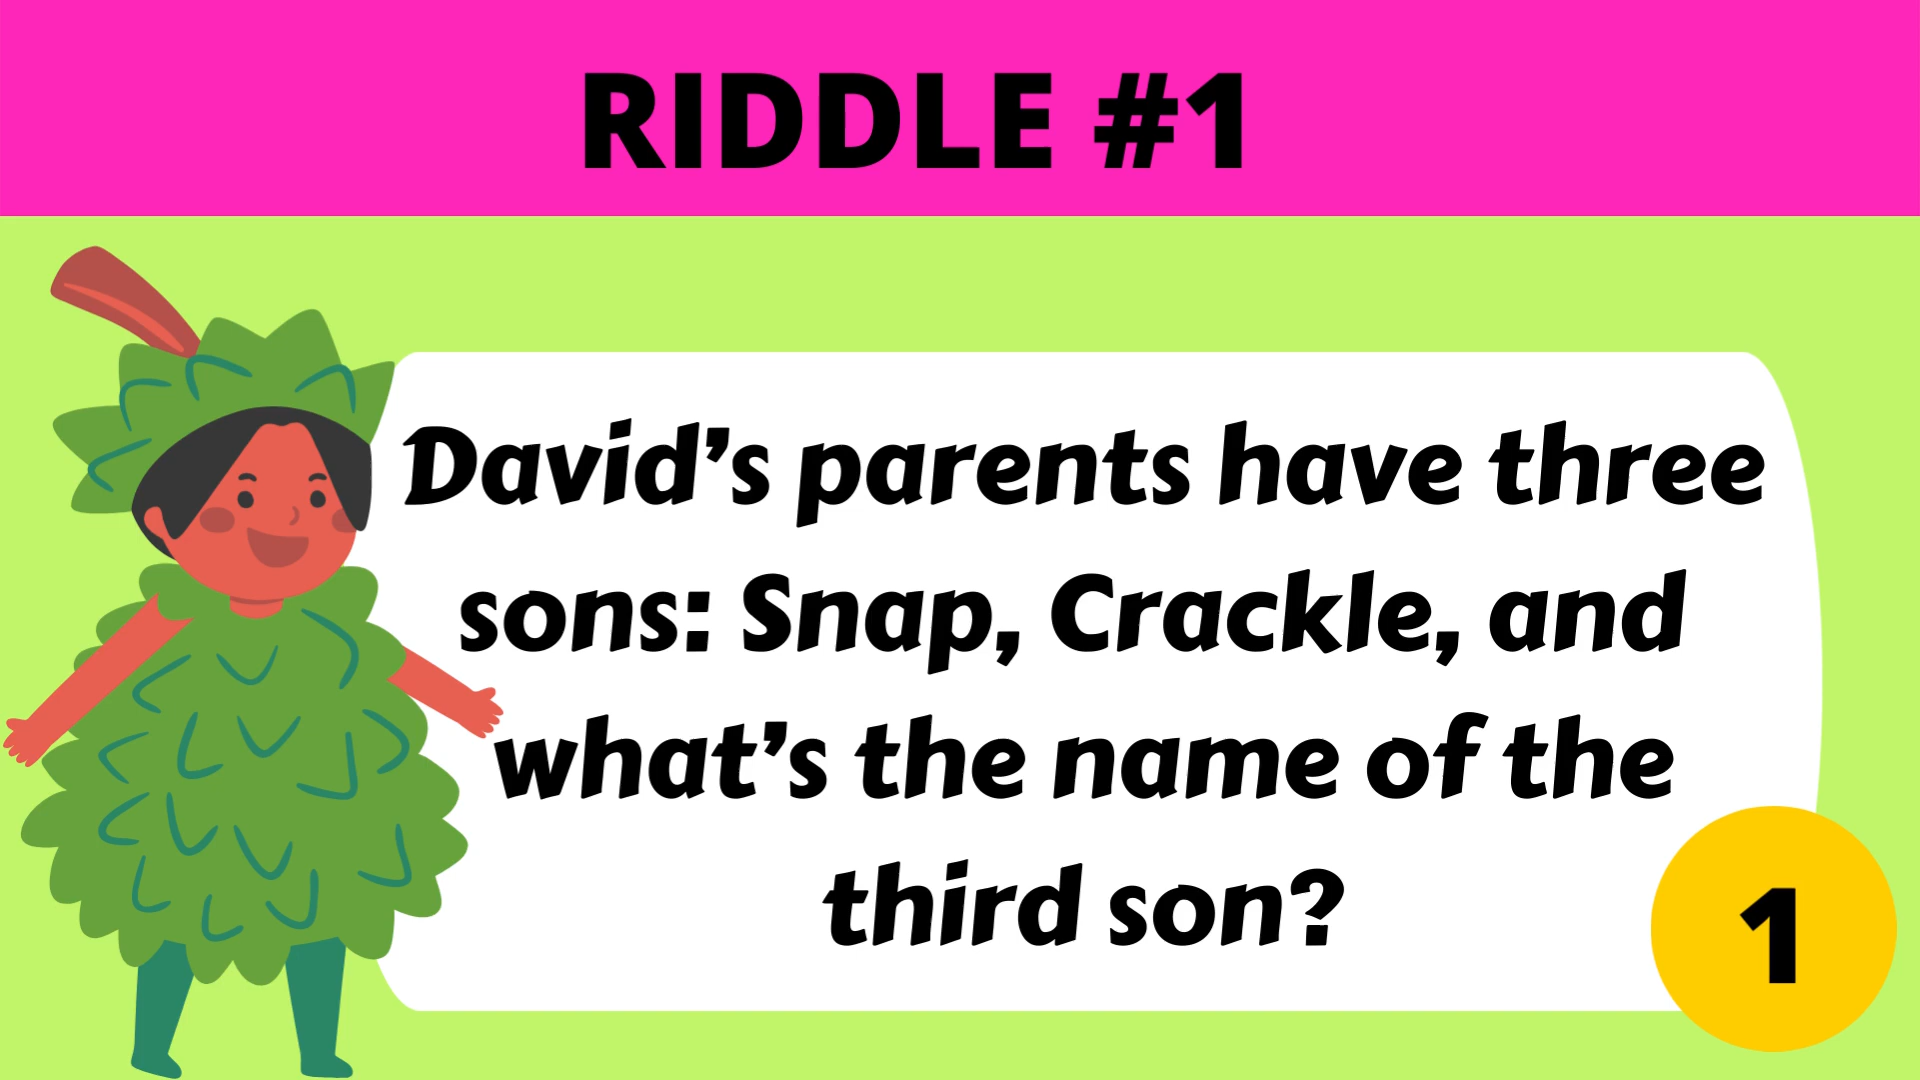 RIDDLE #1
David’s parents have three
sons: Snap, Crackle, and
what’s the name of the
third son?
1